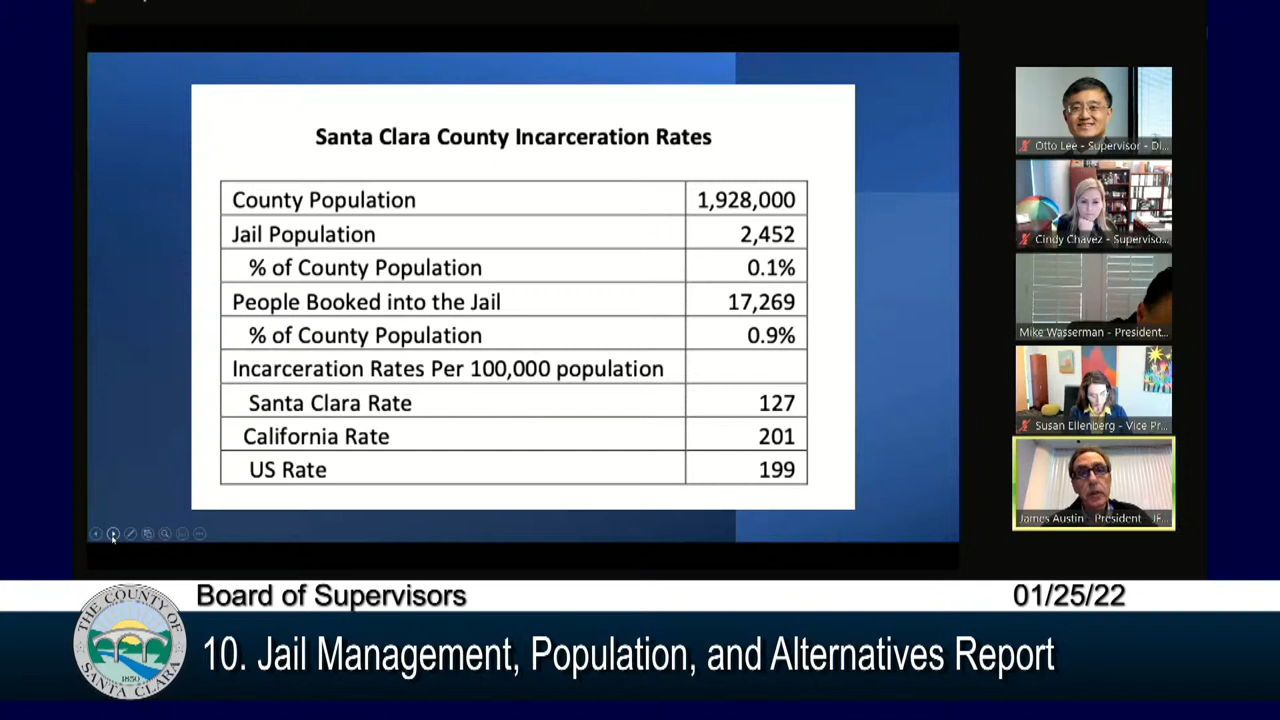 Santa Clara County Incarceration Rates
County Population 1,928,000
Jail Population 2,452
% of County Population 0.1%
People Booked into the Jail 17,269
% of County Population 0.9%
Incarceration Rates Per 100,000 population
Santa Clara Rate 127
California Rate 201
US Rate 199
Otto Lee - Supervisor - Di...
Cindy Chavez - Superviso...
Mike Wasserman - President...
Susan Ellenberg - Vice Pr...
James Austin - President - JF...
THE COUNTY OF
SANTA CLARA
1850
Board of Supervisors
01/25/22
10. Jail Management, Population, and Alternatives Report